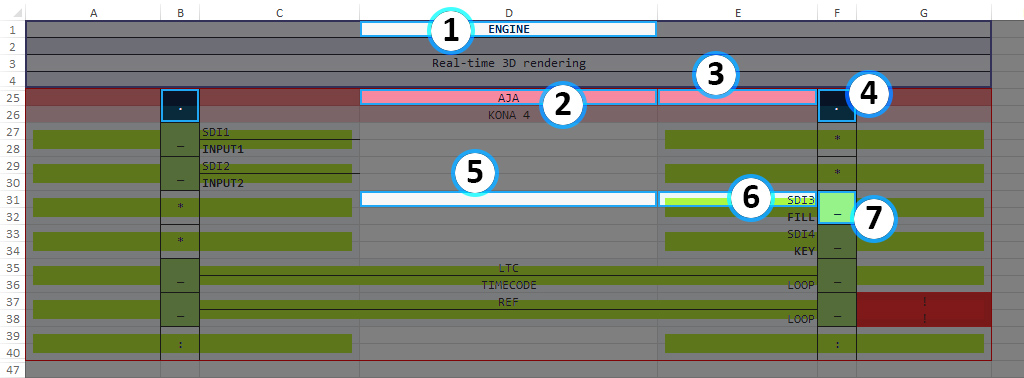 A B C D E F G
1 ENGINE
2
3 Real-time 3D rendering
4
25 . AJA .
26 KONA 4
27 SDI1 *
28 _ INPUT1
29 SDI2 *
30 _ INPUT2
31 * SDI3
32 FILL _
33 * SDI4
34 KEY _
35 LTC
36 _ TIMECODE LOOP _
37 REF !
38 _ LOOP _ !
39
40 : :
47
1
2
3
4
5
6
7